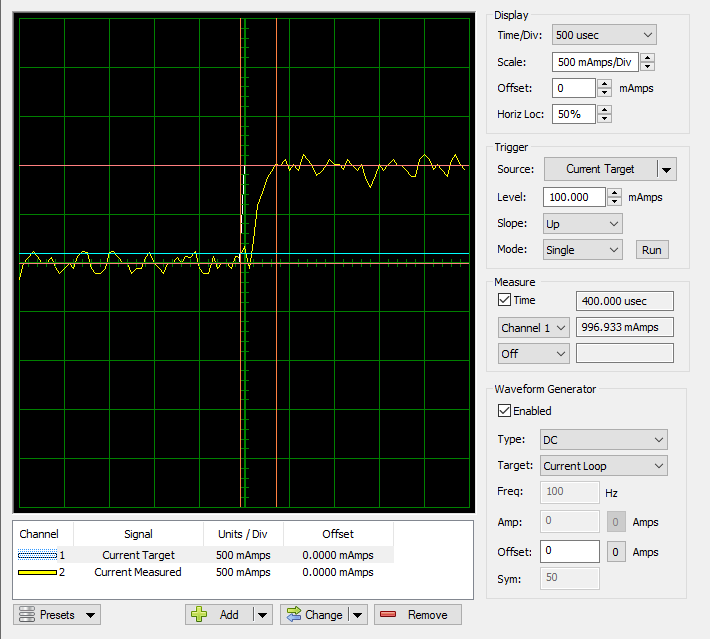 Display
Time/Div: 500 usec
Scale: 500 mAmps/Div
Offset: 0 mAmps
Horiz Loc: 50%
Trigger
Source: Current Target
Level: 100.000 mAmps
Slope: Up
Mode: Single Run
Measure
Time 400.000 usec
Channel 1 996.933 mAmps
Off
Waveform Generator
Enabled
Type: DC
Target: Current Loop
Freq: 100 Hz
Amp: 0 0 Amps
Offset: 0 0 Amps
Sym: 50
Channel Signal Units / Div Offset
1 Current Target 500 mAmps 0.0000 mAmps
2 Current Measured 500 mAmps 0.0000 mAmps
Presets Add Change Remove